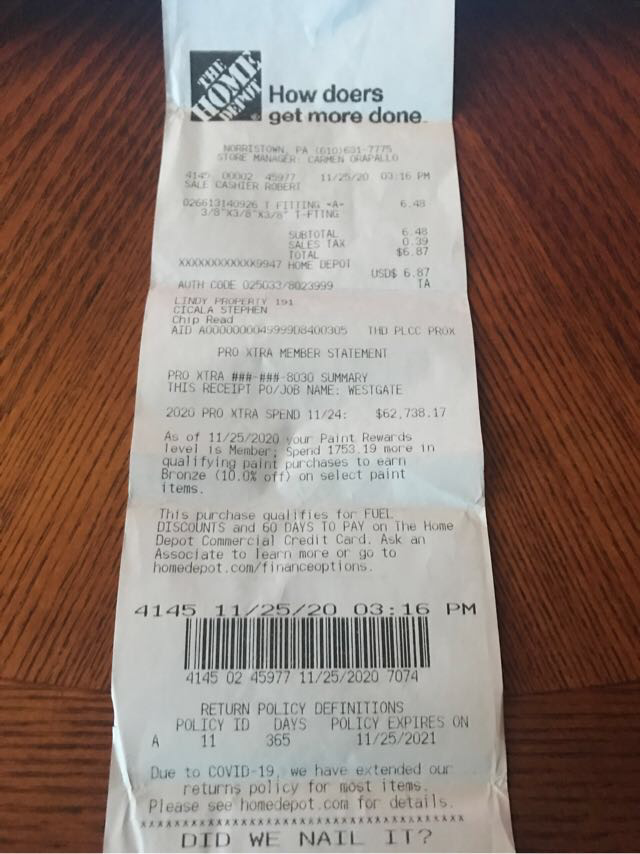 THE
HOME
DEPOT
How doers
get more done.
NORRISTOWN, PA (610)631-7775
STORE MANAGER: CARMEN ORAPALLO
4145 00002 45977 11/25/20 03:16 PM
SALE CASHIER ROBERT
026613140926 T FITTING <A> 6.48
3/8"X3/8"X3/8" T-FTING
SUBTOTAL 6.48
SALES TAX 0.39
TOTAL $6.87
XXXXXXXXXXXX9947 HOME DEPOT
USD$ 6.87
AUTH CODE 025033/8023999 TA
LINDY PROPERTY 191
CICALA STEPHEN
Chip Read
AID A0000000049999D8400305 THD PLCC PROX
PRO XTRA MEMBER STATEMENT
PRO XTRA ###-###-8030 SUMMARY
THIS RECEIPT PO/JOB NAME: WESTGATE
2020 PRO XTRA SPEND 11/24: $62,738.17
As of 11/25/2020 your Paint Rewards
level is Member; Spend 1753.19 more in
qualifying paint purchases to earn
Bronze (10.0% off) on select paint
items.
This purchase qualifies for FUEL
DISCOUNTS and 60 DAYS TO PAY on The Home
Depot Commercial Credit Card. Ask an
Associate to learn more or go to
homedepot.com/financeoptions.
4145 11/25/20 03:16 PM
4145 02 45977 11/25/2020 7074
RETURN POLICY DEFINITIONS
POLICY ID DAYS POLICY EXPIRES ON
A 11 365 11/25/2021
Due to COVID-19, we have extended our
returns policy for most items.
Please see homedepot.com for details.
DID WE NAIL IT?